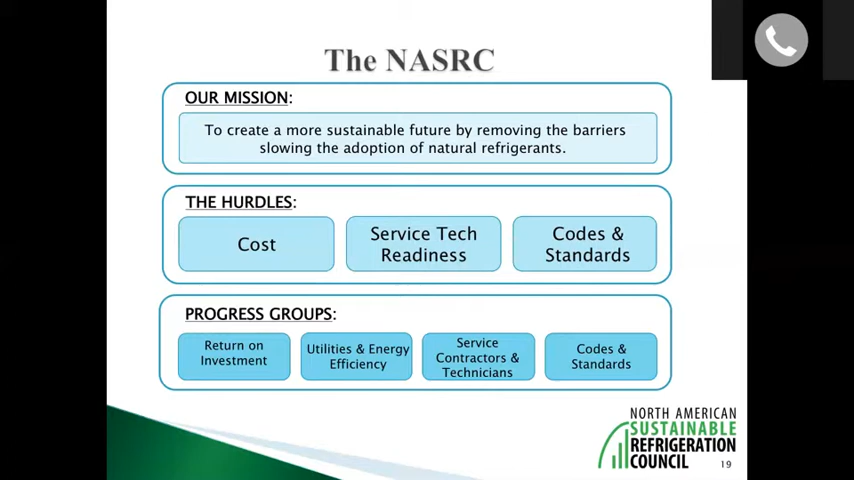 The NASRC
OUR MISSION:
To create a more sustainable future by removing the barriers
slowing the adoption of natural refrigerants.
THE HURDLES:
Cost
Service Tech
Readiness
Codes &
Standards
PROGRESS GROUPS:
Return on
Investment
Utilities & Energy
Efficiency
Service
Contractors &
Technicians
Codes &
Standards
NORTH AMERICAN
SUSTAINABLE
REFRIGERATION
COUNCIL
19